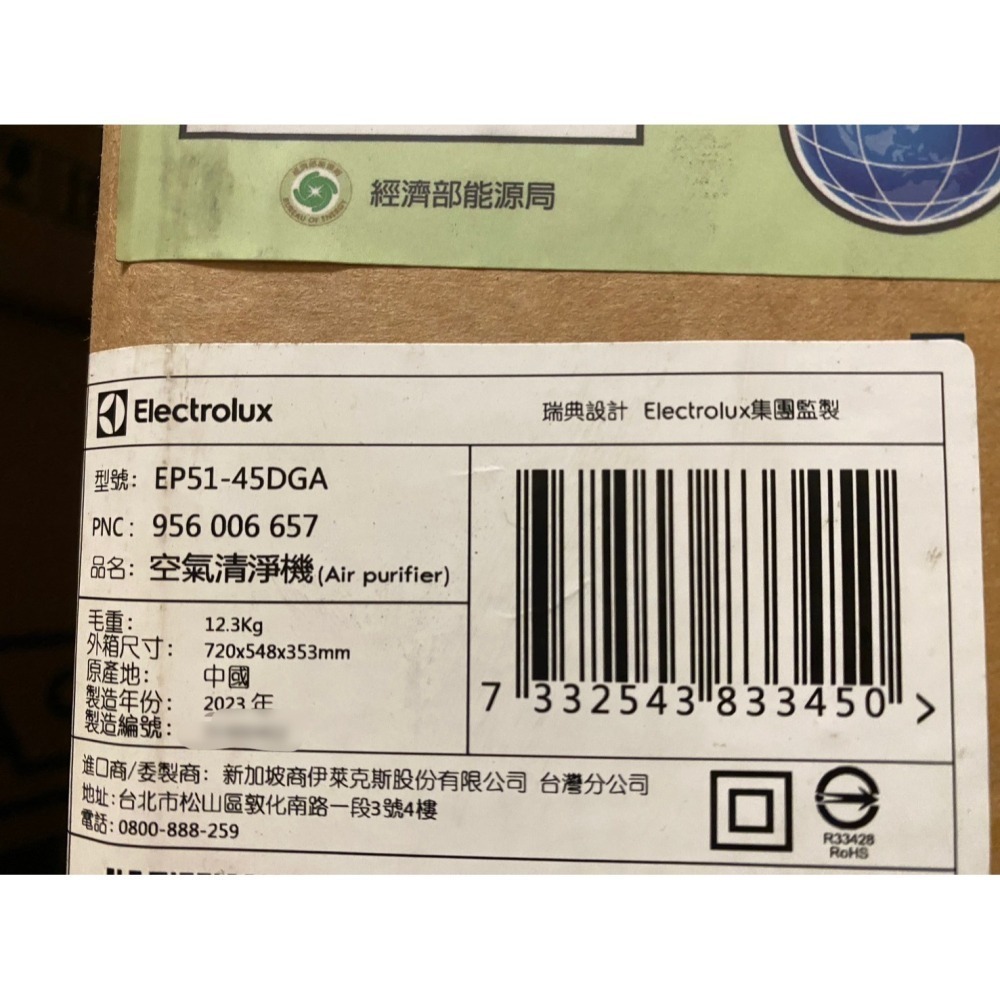 BUREAU OF ENERGY
經濟部能源局
Electrolux
瑞典設計 Electrolux集團監製
型號: EP51-45DGA
PNC: 956 006 657
品名: 空氣清淨機(Air purifier)
毛重: 12.3Kg
外箱尺寸: 720x548x353mm
原產地: 中國
製造年份: 2023 年
製造編號:
7 332543 833450 >
進口商/委製商: 新加坡商伊萊克斯股份有限公司 台灣分公司
地址:台北市松山區敦化南路一段3號4樓
電話:0800-888-259
R33428
RoHS